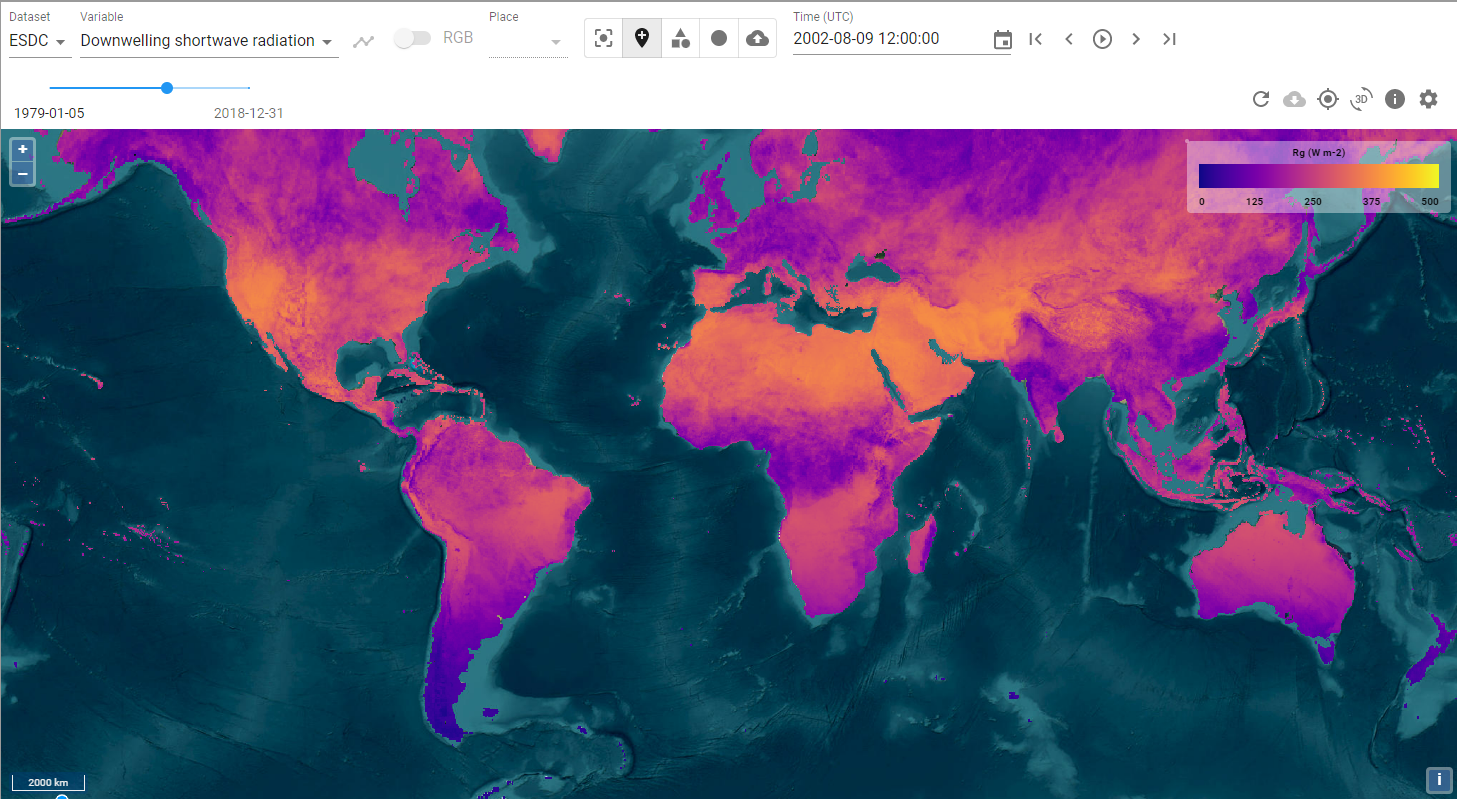 Dataset Variable Place Time (UTC)
ESDC Downwelling shortwave radiation RGB 2002-08-09 12:00:00
1979-01-05 2018-12-31
3D
+
−
Rg (W m-2)
0 125 250 375 500
2000 km
i